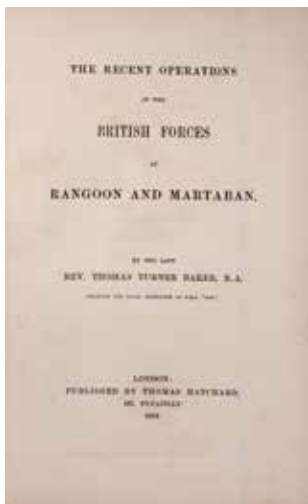 THE RECENT OPERATIONS
OF THE
BRITISH FORCES
AT
RANGOON AND MARTABAN.
BY THE LATE
REV. THOMAS TURNER BAKER, B.A.
LONDON:
PUBLISHED BY THOMAS HATCHARD,
PICCADILLY